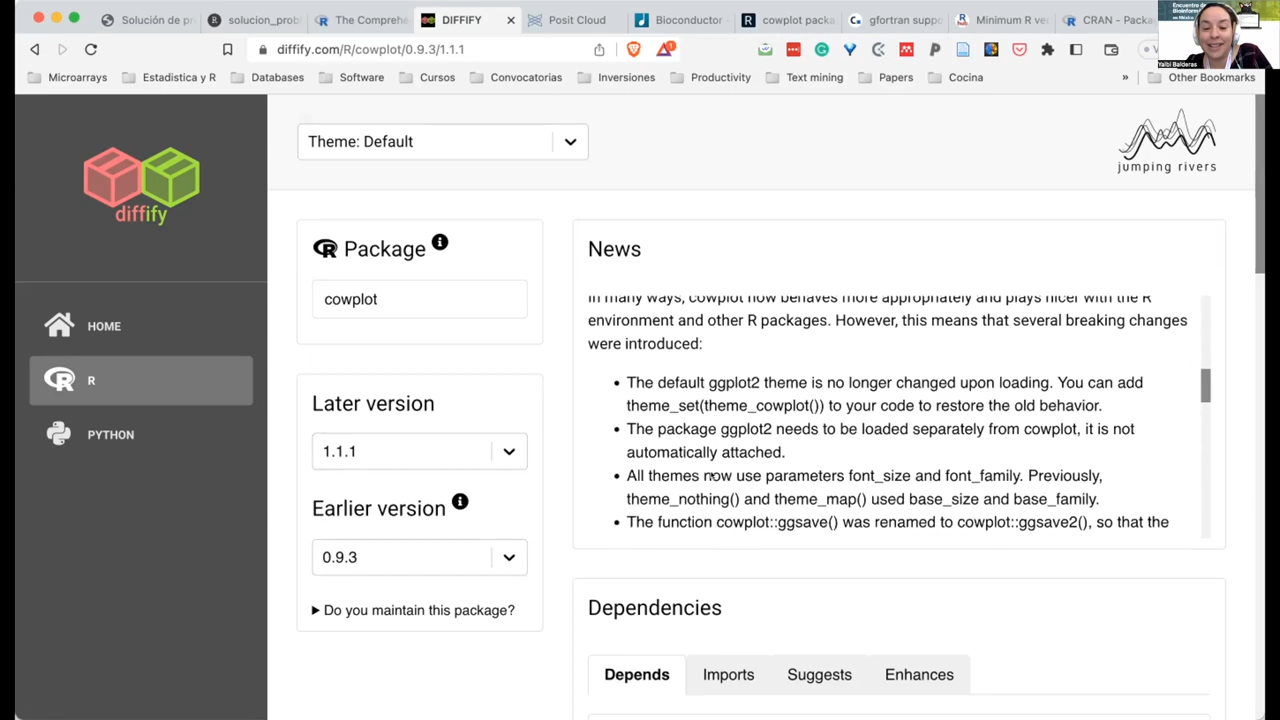 Solución de pr
solucion_prob
The Comprehe
DIFFIFY
Posit Cloud
Bioconductor
cowplot packa
gfortran suppo
Minimum R ver
CRAN - Packa
diffify.com/R/cowplot/0.9.3/1.1.1
Microarrays
Estadistica y R
Databases
Software
Cursos
Convocatorias
Inversiones
Productivity
Text mining
Papers
Cocina
»
Other Bookmarks
Yalbi Balderas
diffify
HOME
R
PYTHON
Theme: Default
jumping rivers
Package
cowplot
Later version
1.1.1
Earlier version
0.9.3
Do you maintain this package?
News
In many ways, cowplot now behaves more appropriately and plays nicer with the R
environment and other R packages. However, this means that several breaking changes
were introduced:
• The default ggplot2 theme is no longer changed upon loading. You can add
theme_set(theme_cowplot()) to your code to restore the old behavior.
• The package ggplot2 needs to be loaded separately from cowplot, it is not
automatically attached.
• All themes now use parameters font_size and font_family. Previously,
theme_nothing() and theme_map() used base_size and base_family.
• The function cowplot::ggsave() was renamed to cowplot::ggsave2(), so that the
Dependencies
Depends
Imports
Suggests
Enhances